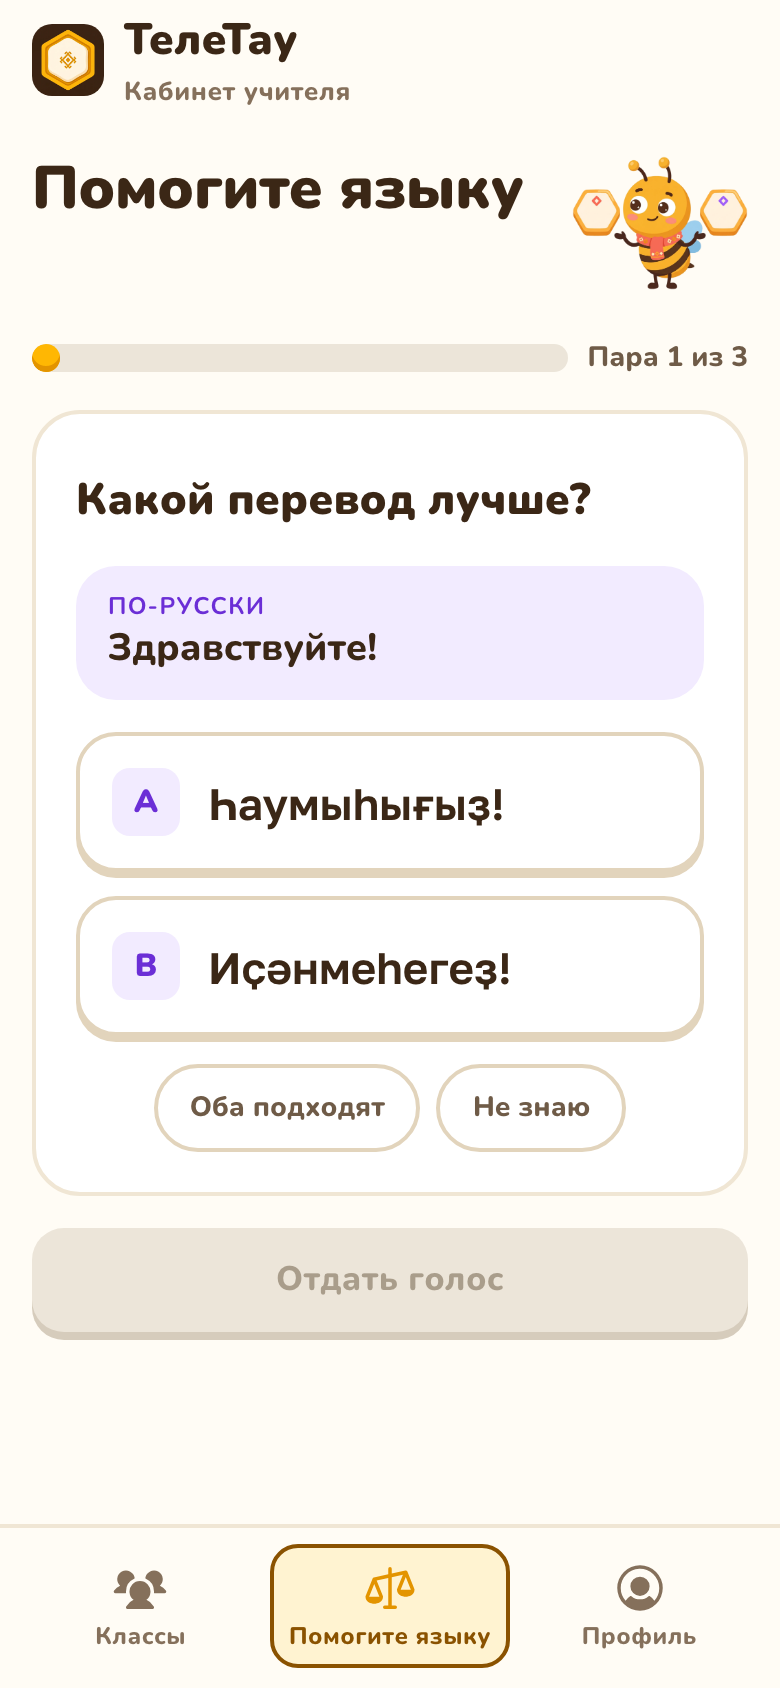 ТелеТау
Кабинет учителя
Помогите языку
Пара 1 из 3
Какой перевод лучше?
ПО-РУССКИ
Здравствуйте!
A
Һаумыһығыҙ!
B
Иҫәнмеһегеҙ!
Оба подходят
Не знаю
Отдать голос
Классы
Помогите языку
Профиль